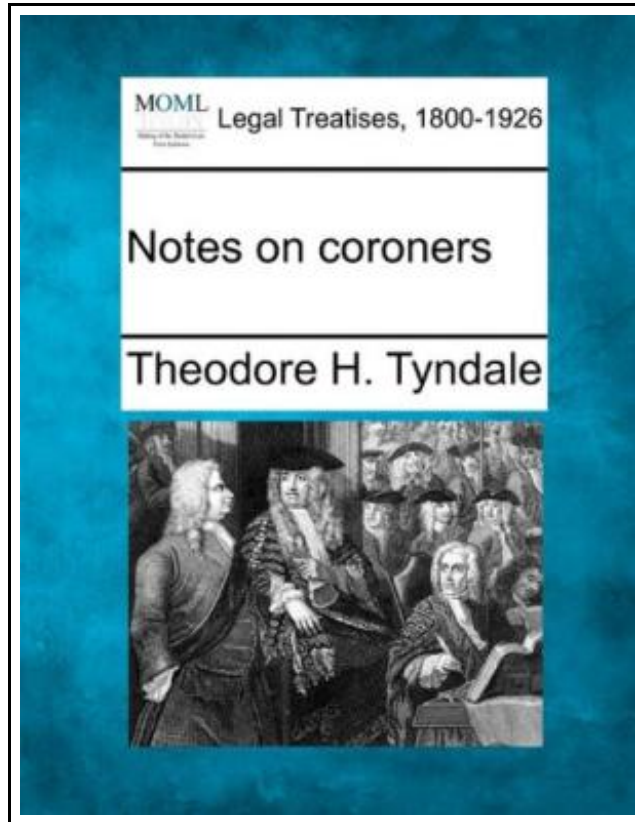 MOML
Legal Treatises, 1800-1926
Notes on coroners
Theodore H. Tyndale